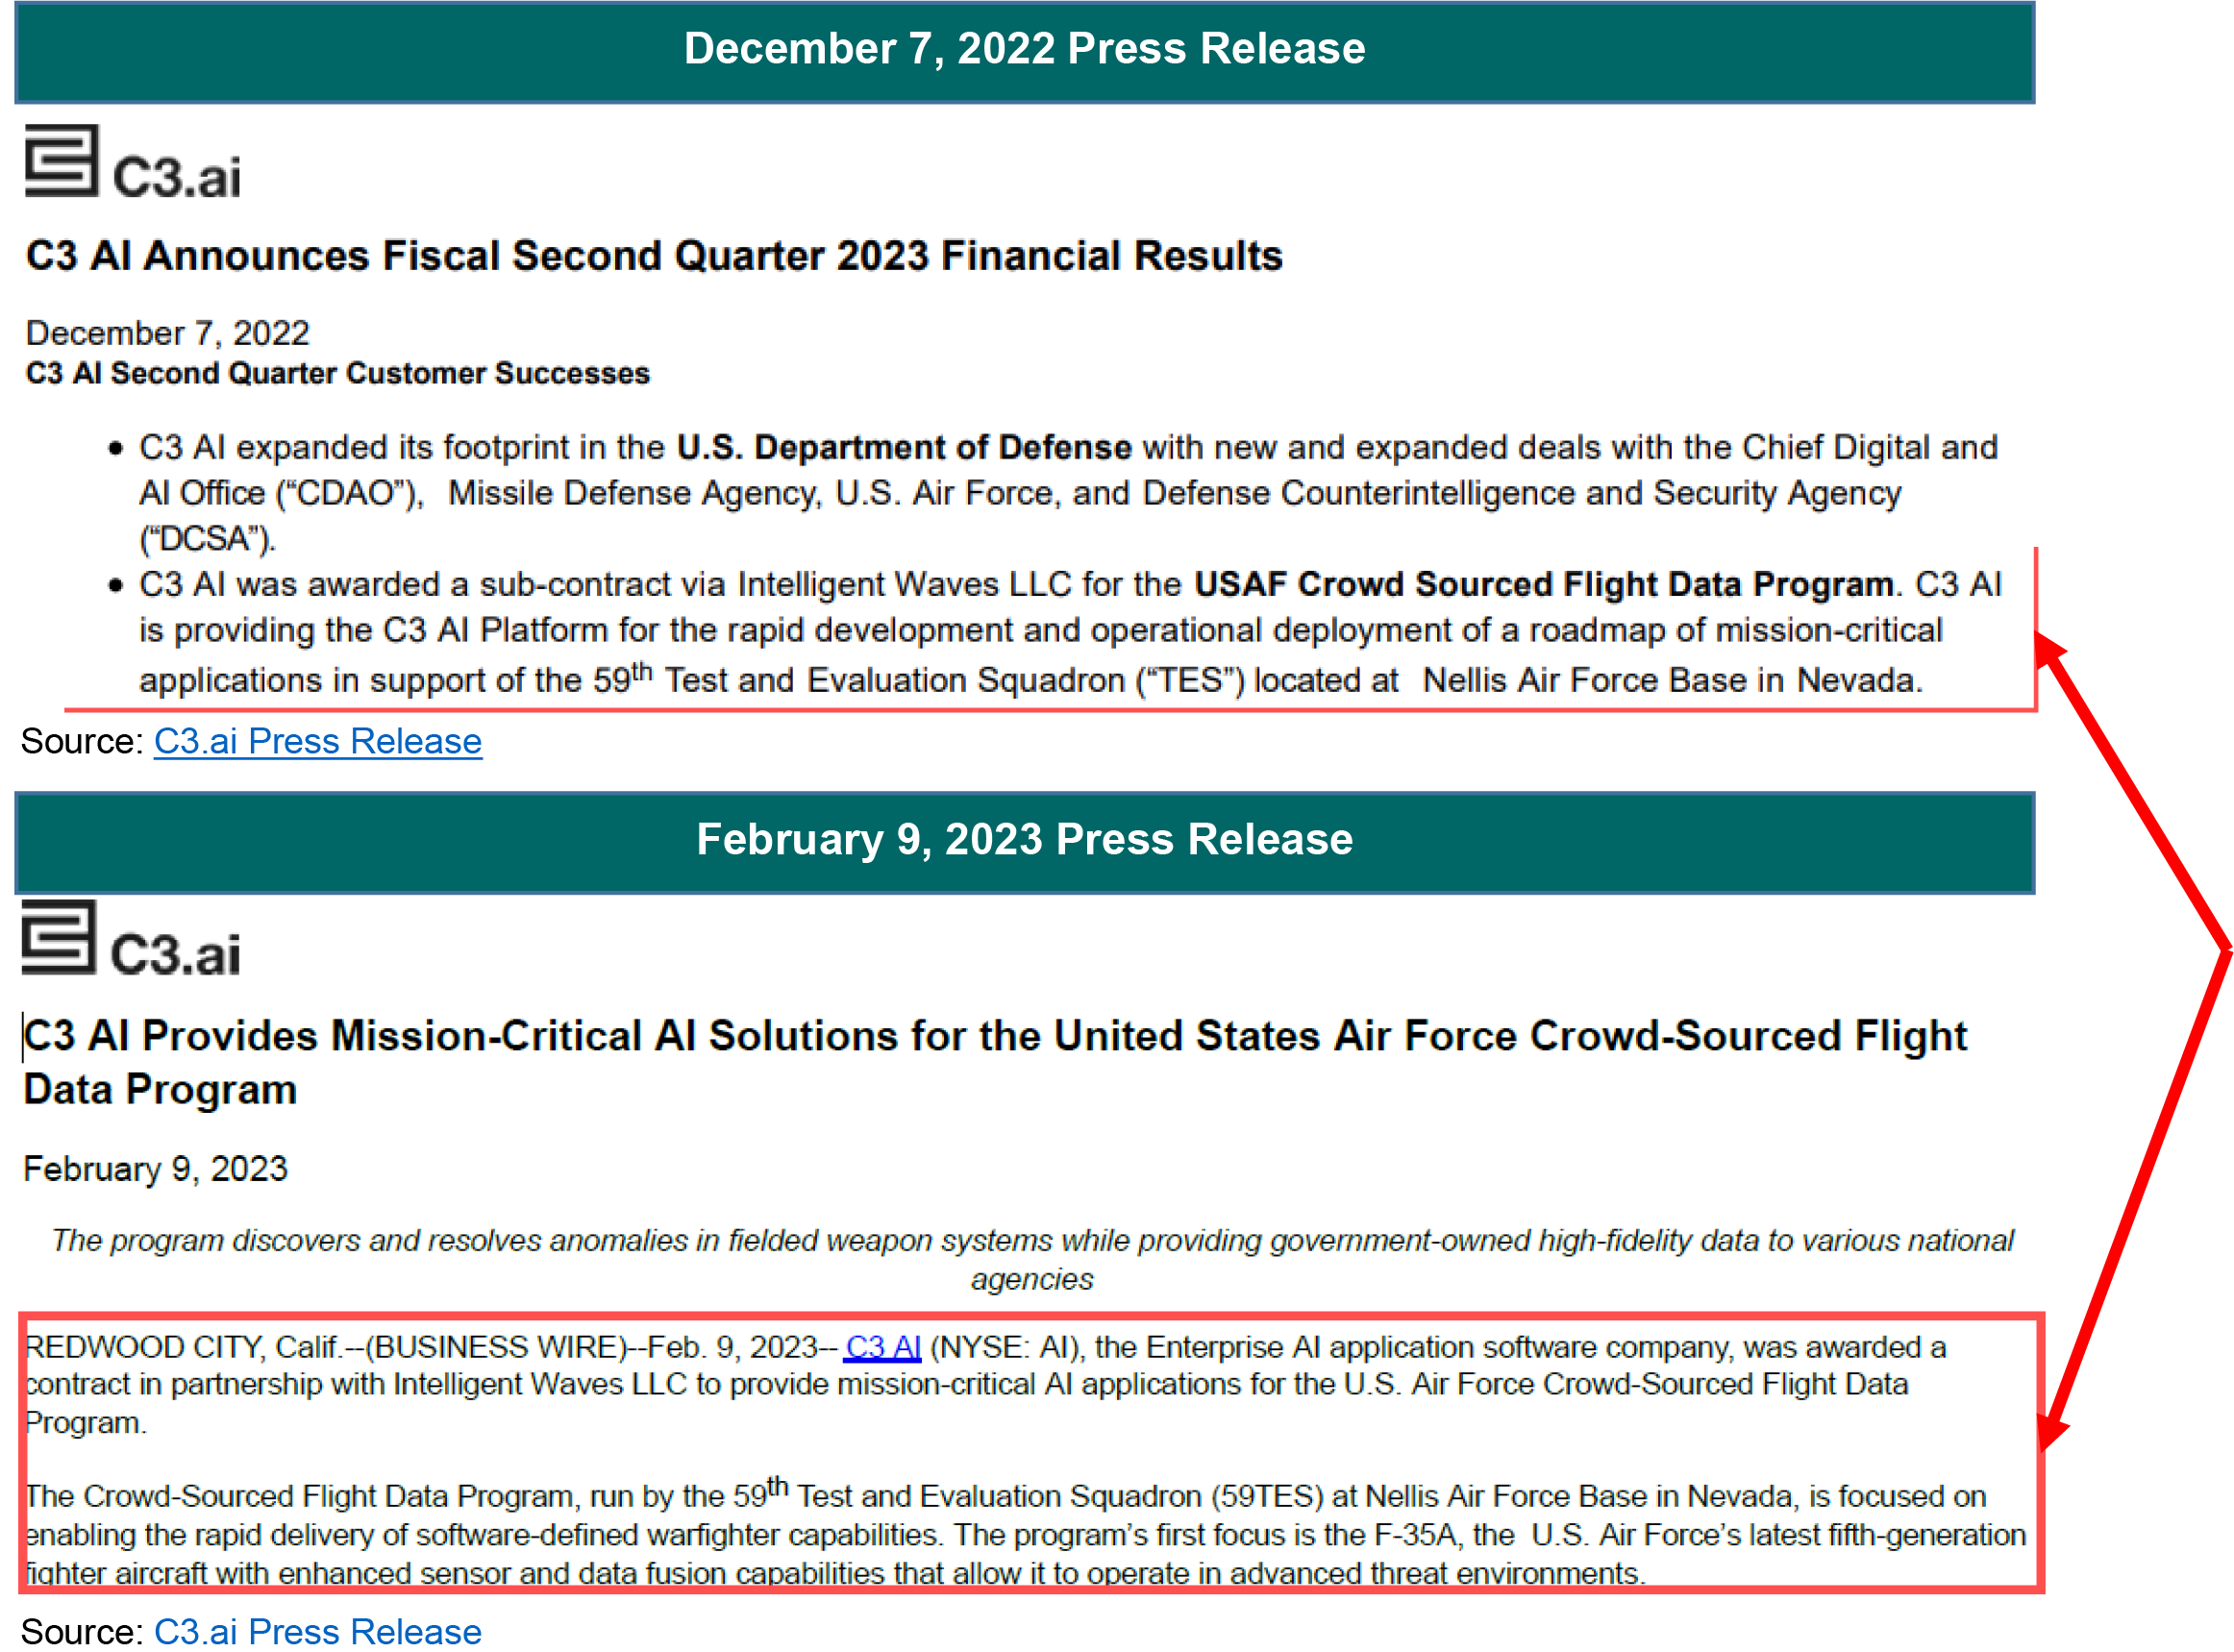 December 7, 2022 Press Release
C3.ai
C3 AI Announces Fiscal Second Quarter 2023 Financial Results
December 7, 2022
C3 AI Second Quarter Customer Successes
• C3 AI expanded its footprint in the U.S. Department of Defense with new and expanded deals with the Chief Digital and
AI Office (“CDAO”), Missile Defense Agency, U.S. Air Force, and Defense Counterintelligence and Security Agency
(“DCSA”).
• C3 AI was awarded a sub-contract via Intelligent Waves LLC for the USAF Crowd Sourced Flight Data Program. C3 AI
is providing the C3 AI Platform for the rapid development and operational deployment of a roadmap of mission-critical
applications in support of the 59th Test and Evaluation Squadron (“TES”) located at Nellis Air Force Base in Nevada.
Source: C3.ai Press Release
February 9, 2023 Press Release
C3.ai
C3 AI Provides Mission-Critical AI Solutions for the United States Air Force Crowd-Sourced Flight
Data Program
February 9, 2023
The program discovers and resolves anomalies in fielded weapon systems while providing government-owned high-fidelity data to various national
agencies
REDWOOD CITY, Calif.--(BUSINESS WIRE)--Feb. 9, 2023-- C3 AI (NYSE: AI), the Enterprise AI application software company, was awarded a
contract in partnership with Intelligent Waves LLC to provide mission-critical AI applications for the U.S. Air Force Crowd-Sourced Flight Data
Program.
The Crowd-Sourced Flight Data Program, run by the 59th Test and Evaluation Squadron (59TES) at Nellis Air Force Base in Nevada, is focused on
enabling the rapid delivery of software-defined warfighter capabilities. The program’s first focus is the F-35A, the U.S. Air Force’s latest fifth-generation
fighter aircraft with enhanced sensor and data fusion capabilities that allow it to operate in advanced threat environments.
Source: C3.ai Press Release